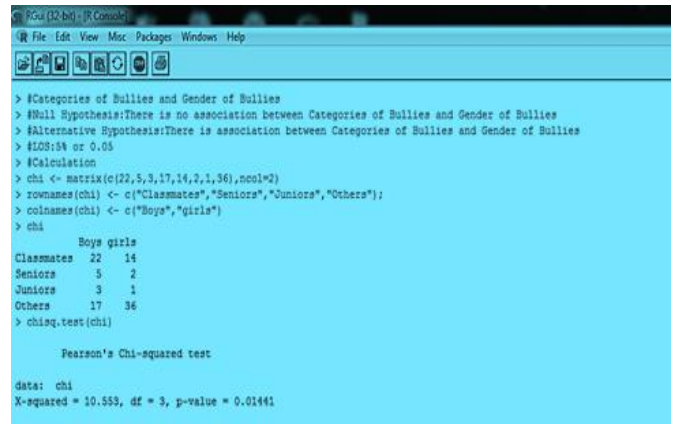 RGui (32-bit) - [R Console]
File Edit View Misc Packages Windows Help
> #Categories of Bullies and Gender of Bullies
> #Null Hypothesis:There is no association between Categories of Bullies and Gender of Bullies
> #Alternative Hypothesis:There is association between Categories of Bullies and Gender of Bullies
> #LOS:5% or 0.05
> #Calculation
> chi <- matrix(c(22,5,3,17,14,2,1,36),ncol=2)
> rownames(chi) <- c("Classmates","Seniors","Juniors","Others");
> colnames(chi) <- c("Boys","girls")
> chi
Boys girls
Classmates 22 14
Seniors 5 2
Juniors 3 1
Others 17 36
> chisq.test(chi)
Pearson's Chi-squared test
data: chi
X-squared = 10.553, df = 3, p-value = 0.01441